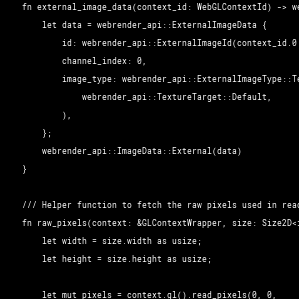 fn external_image_data(context_id: WebGLContextId) -> we
let data = webrender_api::ExternalImageData {
id: webrender_api::ExternalImageId(context_id.0
channel_index: 0,
image_type: webrender_api::ExternalImageType::Te
webrender_api::TextureTarget::Default,
),
};
webrender_api::ImageData::External(data)
}
/// Helper function to fetch the raw pixels used in read
fn raw_pixels(context: &GLContextWrapper, size: Size2D<i
let width = size.width as usize;
let height = size.height as usize;
let mut pixels = context.gl().read_pixels(0, 0,